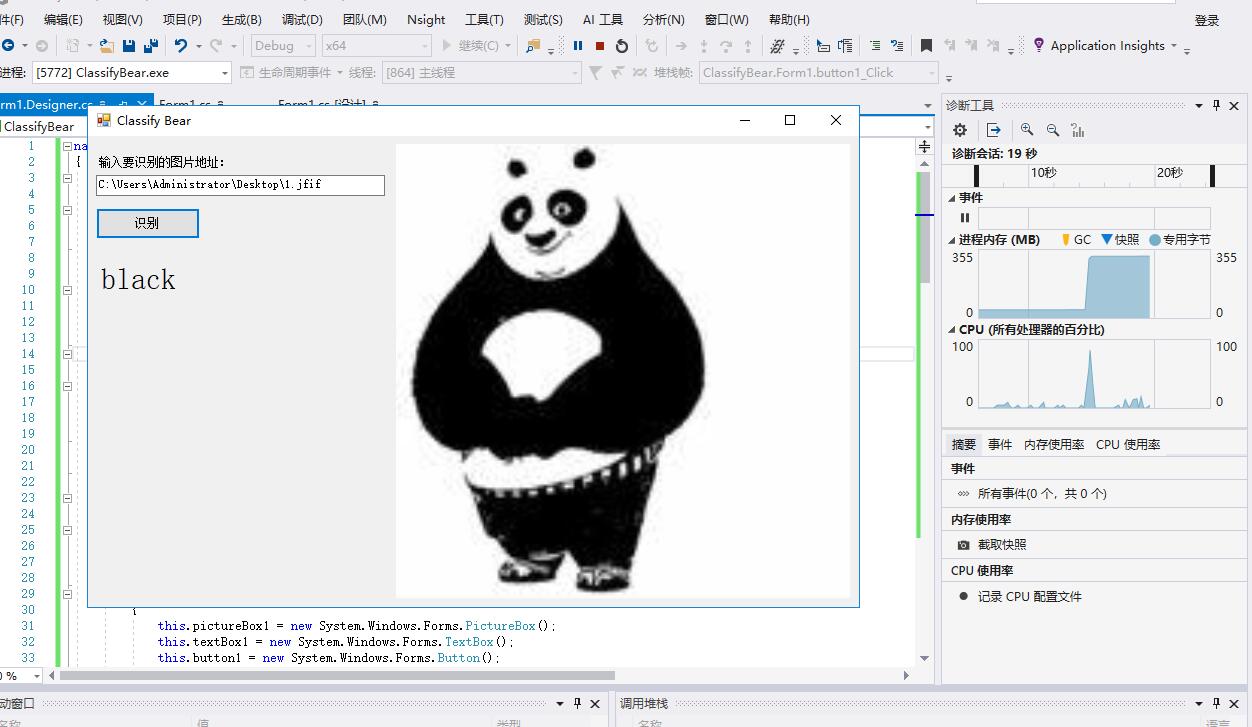 件(F) 编辑(E) 视图(V) 项目(P) 生成(B) 调试(D) 团队(M) Nsight 工具(T) 测试(S) AI 工具 分析(N) 窗口(W) 帮助(H) 登录
Debug x64 继续(C) Application Insights
进程: [5772] ClassifyBear.exe 生命周期事件 线程: [864] 主线程 堆栈帧: ClassifyBear.Form1.button1_Click
rm1.Designer.cs Form1.cs Form1.cs [设计]
ClassifyBear
Classify Bear
输入要识别的图片地址:
C:\Users\Administrator\Desktop\1.jfif
识别
black
1 na
2 {
3
4
5
6
7
8
9
10
11
12
13
14
15
16
17
18
19
20
21
22
23
24
25
26
27
28
29
30 {
31 this.pictureBox1 = new System.Windows.Forms.PictureBox();
32 this.textBox1 = new System.Windows.Forms.TextBox();
33 this.button1 = new System.Windows.Forms.Button();
0 %
诊断工具
诊断会话: 19 秒
10秒 20秒
事件
进程内存 (MB) GC 快照 专用字节
355 355
0 0
CPU (所有处理器的百分比)
100 100
0 0
摘要 事件 内存使用率 CPU 使用率
事件
所有事件(0 个，共 0 个)
内存使用率
截取快照
CPU 使用率
记录 CPU 配置文件
动窗口 调用堆栈
名称 值 类型 名称 语言